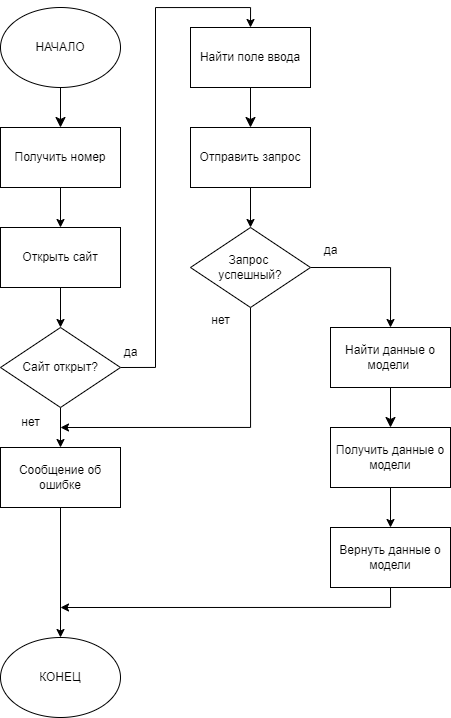 НАЧАЛО
Получить номер
Открыть сайт
Сайт открыт?
да
нет
Сообщение об
ошибке
Найти поле ввода
Отправить запрос
Запрос
успешный?
да
нет
Найти данные о
модели
Получить данные о
модели
Вернуть данные о
модели
КОНЕЦ